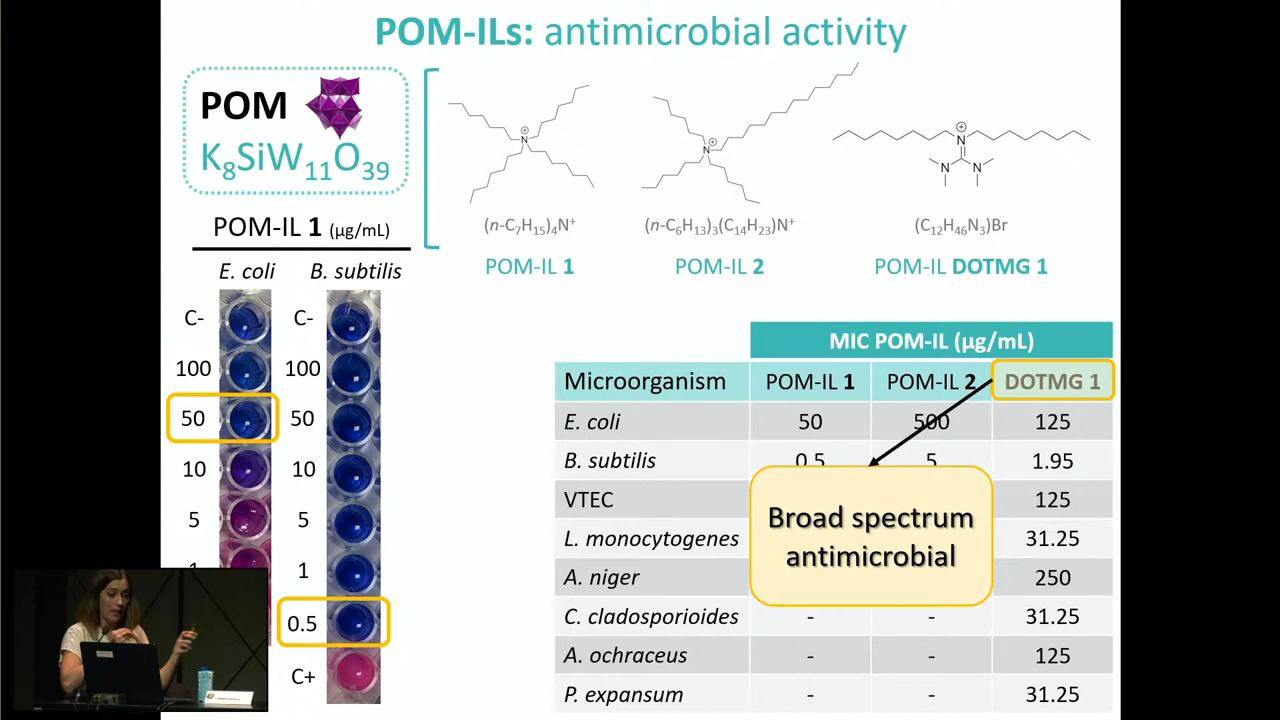 POM-ILs: antimicrobial activity
POM
K₈SiW₁₁O₃₉
N⊕
(n-C₇H₁₅)₄N⁺
POM-IL 1
N⊕
(n-C₆H₁₃)₃(C₁₄H₂₃)N⁺
POM-IL 2
N⊕
N N
(C₁₂H₄₆N₃)Br
POM-IL DOTMG 1
POM-IL 1 (µg/mL)
E. coli B. subtilis
C- C-
100 100
50 50
10 10
5 5
1
0.5
C+
MIC POM-IL (µg/mL)
Microorganism POM-IL 1 POM-IL 2 DOTMG 1
E. coli 50 500 125
B. subtilis 0.5 5 1.95
VTEC 125
L. monocytogenes 31.25
A. niger 250
C. cladosporioides - - 31.25
A. ochraceus - - 125
P. expansum - - 31.25
Broad spectrum
antimicrobial